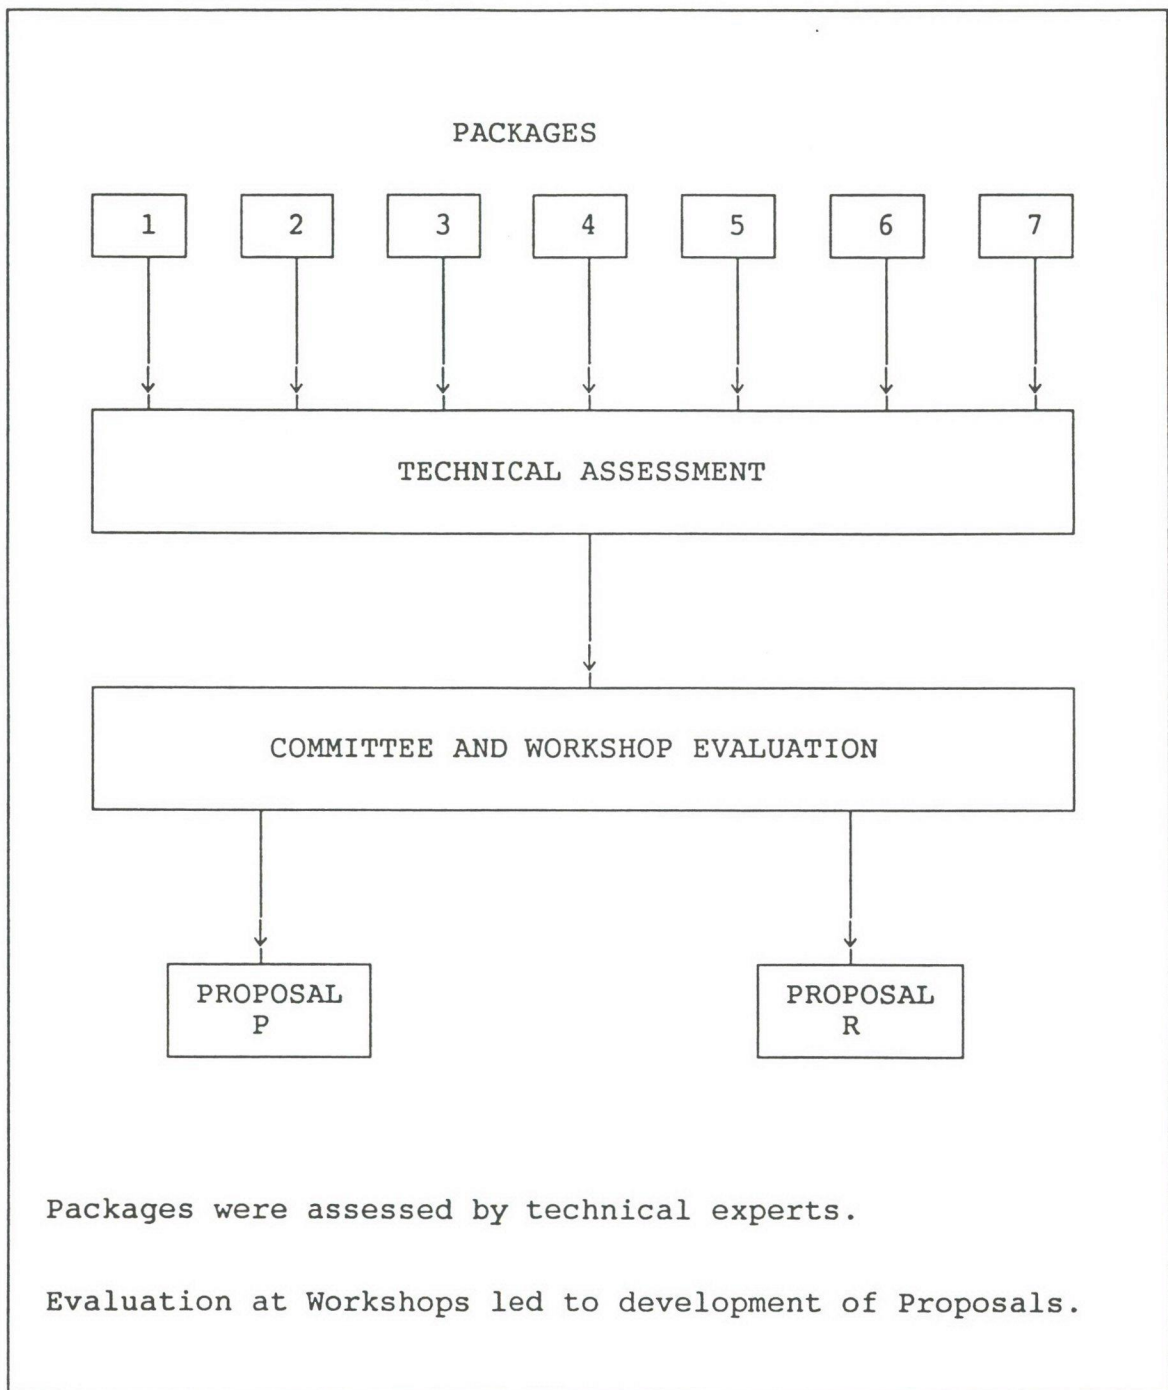 PACKAGES
1 2 3 4 5 6 7
TECHNICAL ASSESSMENT
COMMITTEE AND WORKSHOP EVALUATION
PROPOSAL PROPOSAL
P R
Packages were assessed by technical experts.
Evaluation at Workshops led to development of Proposals.